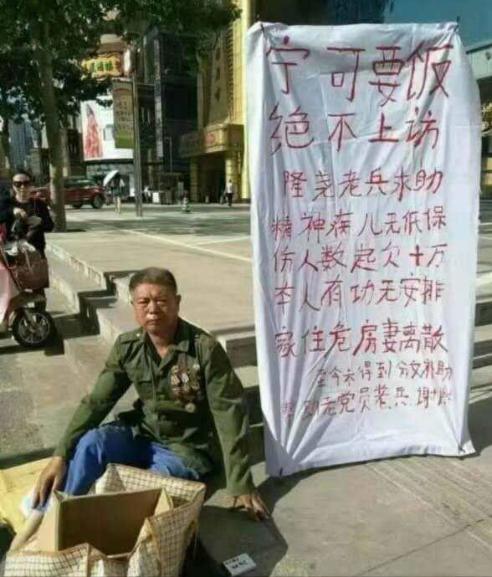 宁可要饭
绝不上访
隆尧老兵求助
精神病儿无低保
伤人数起欠十万
本人有功无安排
家住危房妻离散
至今未得到分文补助
老党员老兵 谢